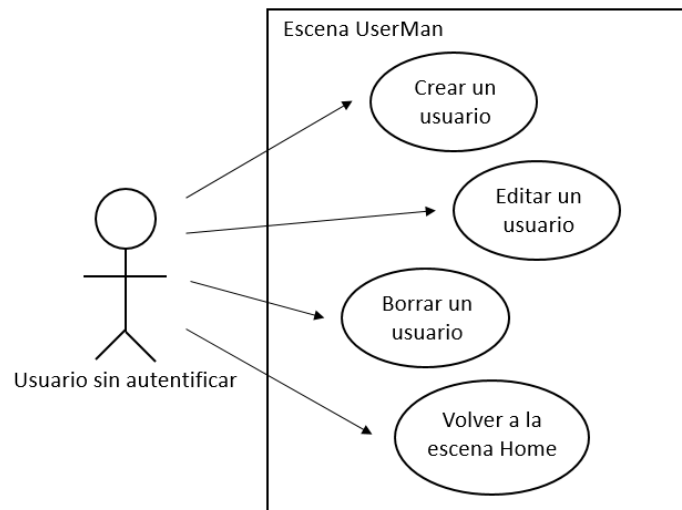 Escena UserMan
Crear un
usuario
Editar un
usuario
Borrar un
usuario
Usuario sin autentificar
Volver a la
escena Home